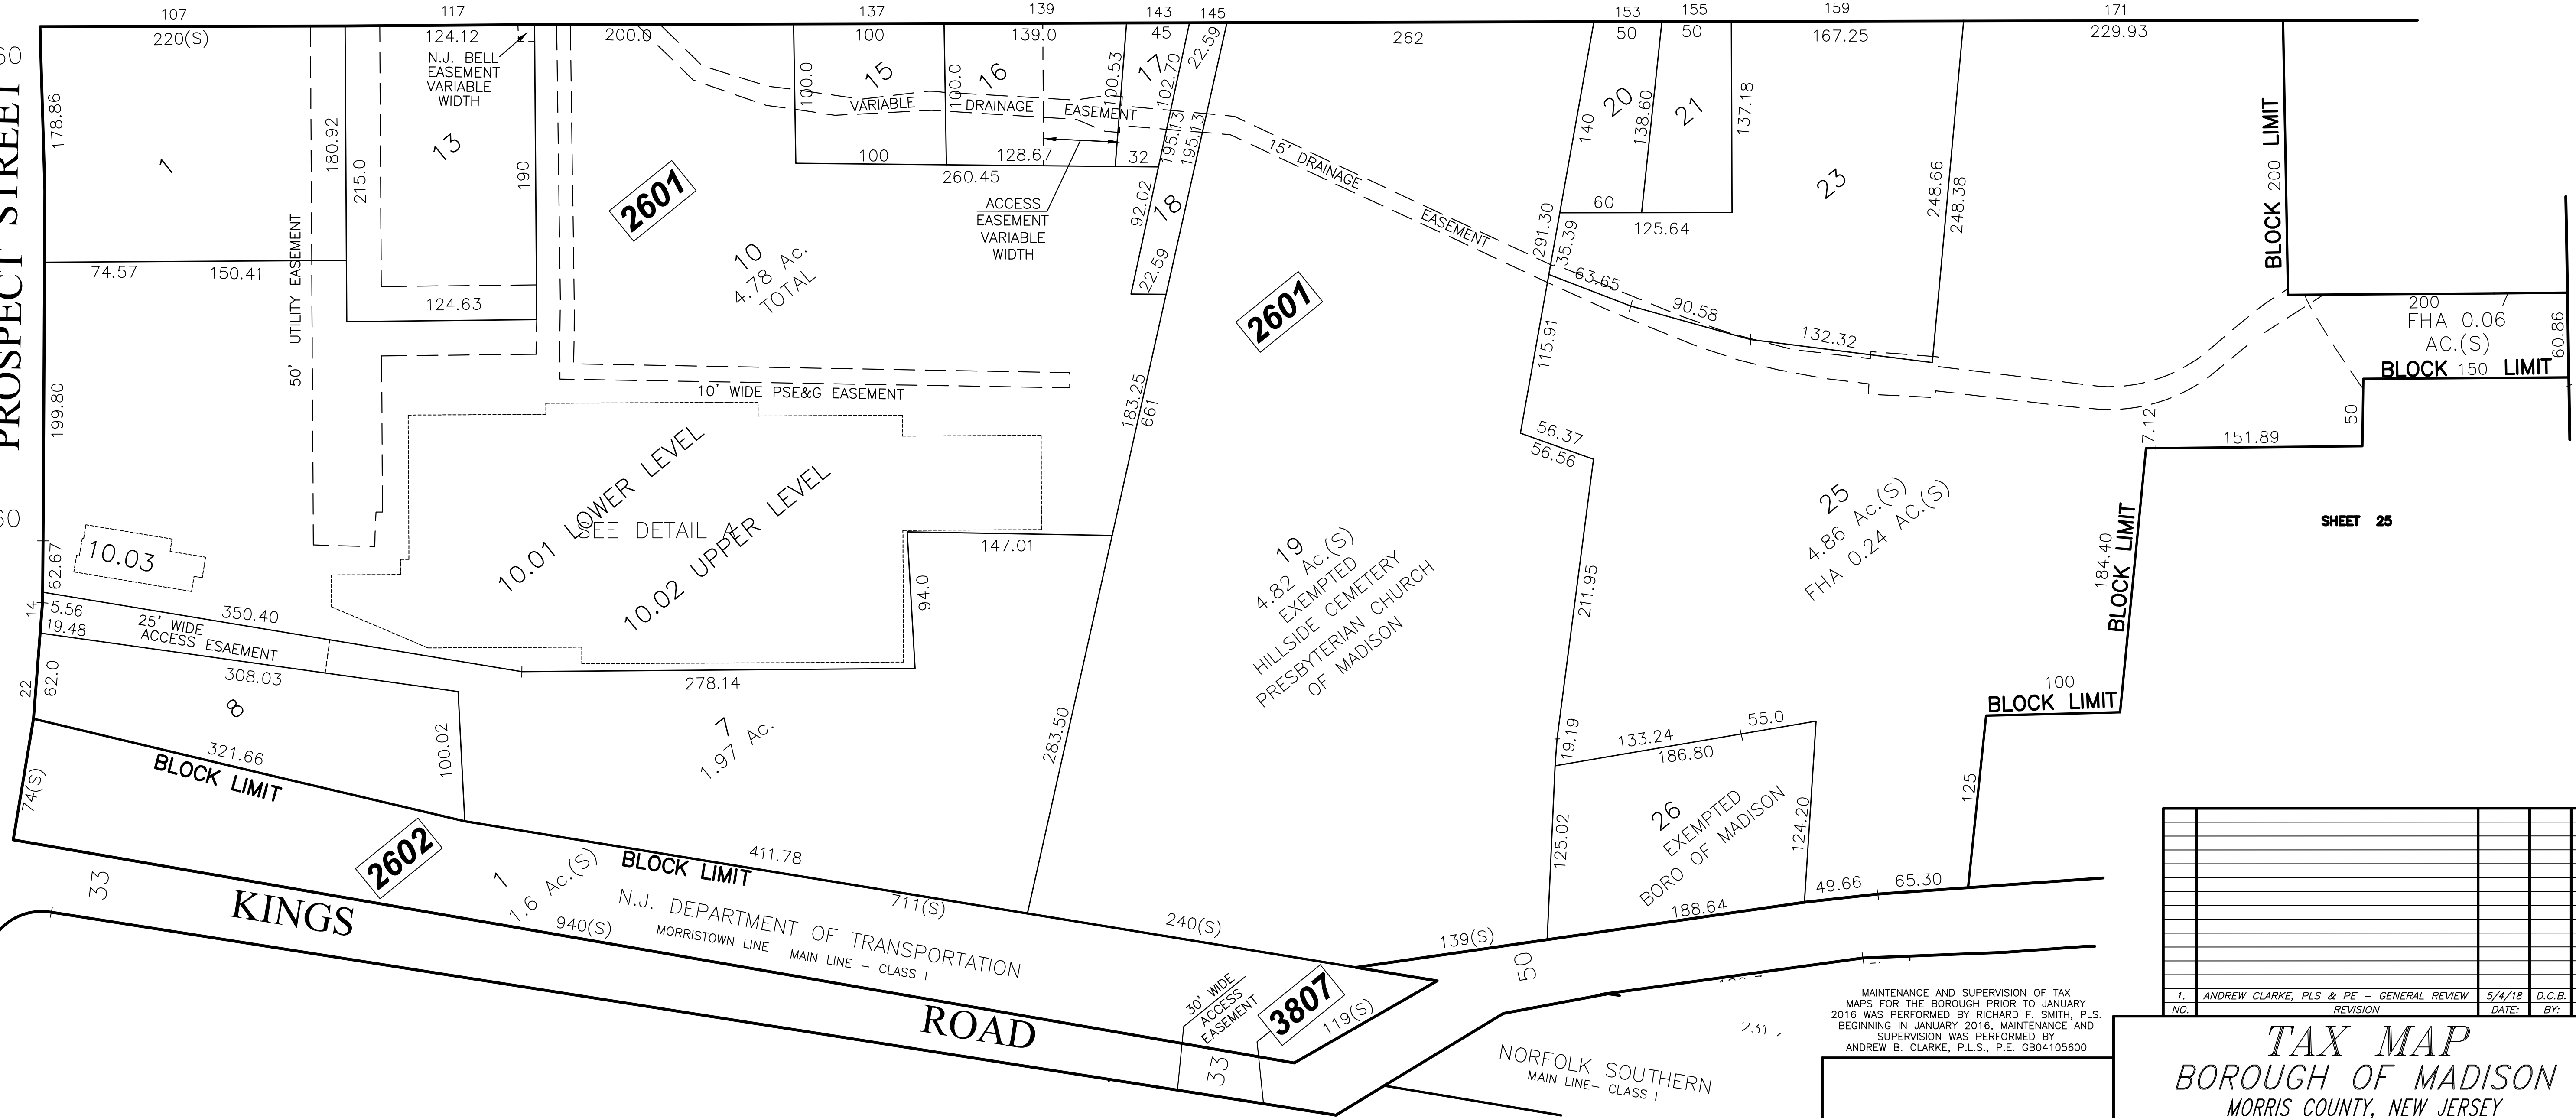 107
117
137
139
143
145
153
155
159
171
220(S)
124.12
200.0
100
139.0
45
22.59
262
50
50
167.25
229.93
PROSPECT STREET
60
60
178.86
1
180.92
215.0
13
190
N.J. BELL
EASEMENT
VARIABLE
WIDTH
50' UTILITY EASEMENT
74.57
150.41
124.63
199.80
2601
10
4.78 Ac.
TOTAL
100.0
15
100.0
16
100.53
17
102.70
VARIABLE DRAINAGE EASEMENT
100
128.67
32
260.45
195.13
195.13
92.02
18
22.59
ACCESS
EASEMENT
VARIABLE
WIDTH
15' DRAINAGE EASEMENT
2601
140
20
138.60
21
137.18
60
125.64
291.30
35.39
63.65
90.58
132.32
23
248.66
248.38
BLOCK 200 LIMIT
200
FHA 0.06
AC.(S)
60.86
BLOCK 150 LIMIT
50
7.12
151.89
10' WIDE PSE&G EASEMENT
183.25
661
115.91
56.37
56.56
10.01 LOWER LEVEL
SEE DETAIL A
10.02 UPPER LEVEL
10.03
62.67
14
5.56
19.48
350.40
25' WIDE
ACCESS ESAEMENT
308.03
22
62.0
8
321.66
BLOCK LIMIT
100.02
278.14
94.0
147.01
7
1.97 Ac.
283.50
19
4.82 Ac.(S)
EXEMPTED
HILLSIDE CEMETERY
PRESBYTERIAN CHURCH
OF MADISON
211.95
19.19
25
4.86 Ac.(S)
FHA 0.24 AC.(S)
184.40
BLOCK LIMIT
100
BLOCK LIMIT
125
SHEET 25
133.24
55.0
186.80
26
EXEMPTED
BORO OF MADISON
125.02
124.20
188.64
49.66
65.30
74(S)
33
2602
1
1.6 Ac.(S)
BLOCK LIMIT
411.78
711(S)
N.J. DEPARTMENT OF TRANSPORTATION
940(S)
MORRISTOWN LINE MAIN LINE – CLASS I
KINGS ROAD
240(S)
139(S)
50
30' WIDE
ACCESS
EASEMENT
3807
119(S)
33
NORFOLK SOUTHERN
MAIN LINE– CLASS I
MAINTENANCE AND SUPERVISION OF TAX
MAPS FOR THE BOROUGH PRIOR TO JANUARY
2016 WAS PERFORMED BY RICHARD F. SMITH, PLS.
BEGINNING IN JANUARY 2016, MAINTENANCE AND
SUPERVISION WAS PERFORMED BY
ANDREW B. CLARKE, P.L.S., P.E. GB04105600
1. ANDREW CLARKE, PLS & PE – GENERAL REVIEW 5/4/18 D.C.B.
NO. REVISION DATE: BY:
TAX MAP
BOROUGH OF MADISON
MORRIS COUNTY, NEW JERSEY